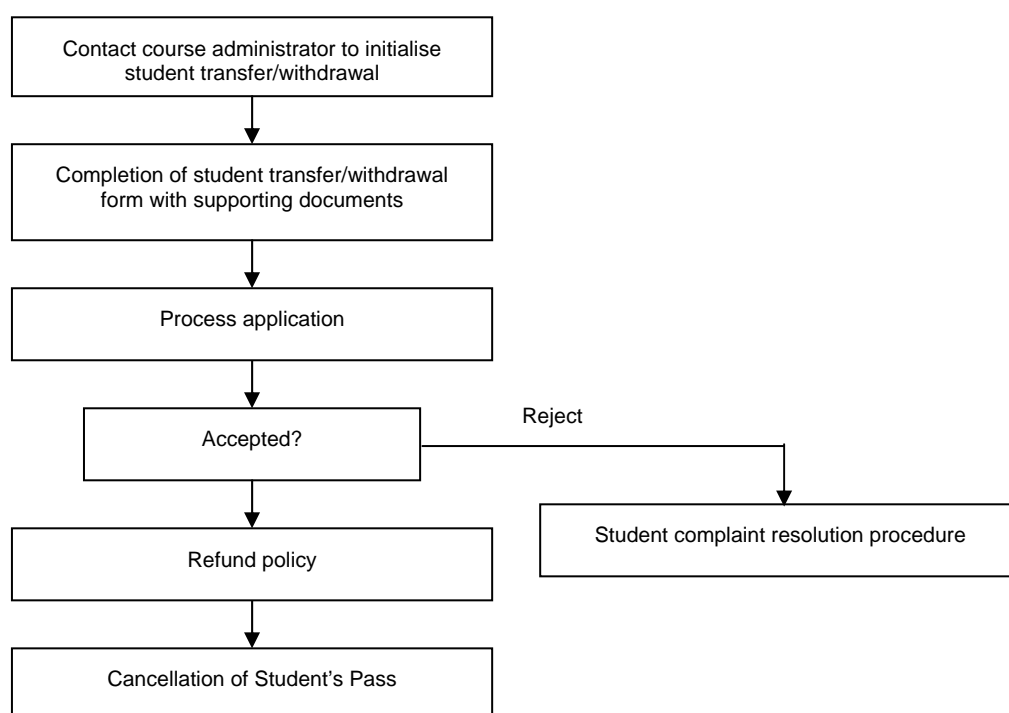 Contact course administrator to initialise
student transfer/withdrawal
Completion of student transfer/withdrawal
form with supporting documents
Process application
Accepted?
Reject
Student complaint resolution procedure
Refund policy
Cancellation of Student’s Pass